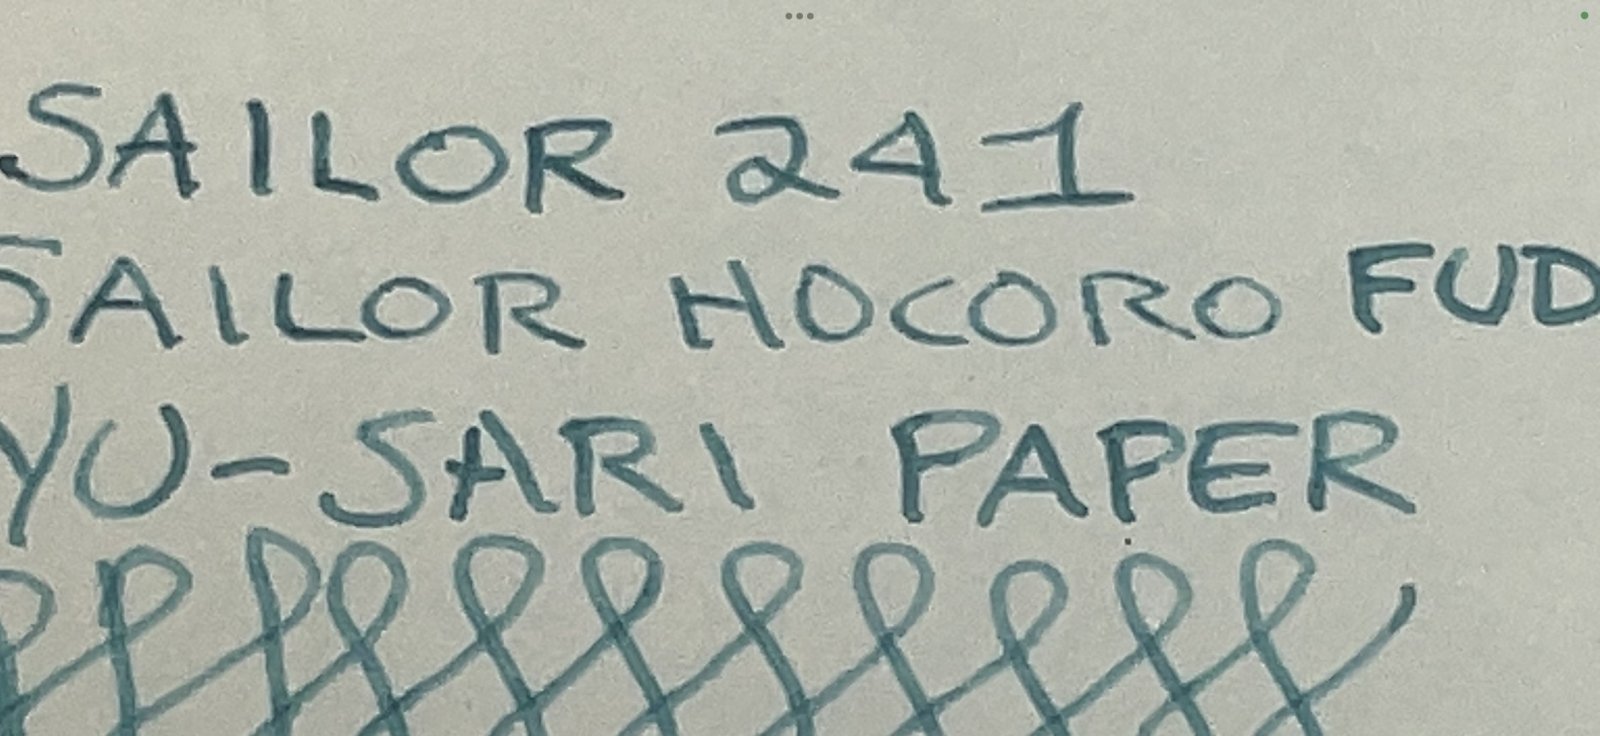 SAILOR 241
SAILOR HOCORO FUD
YU-SARI PAPER